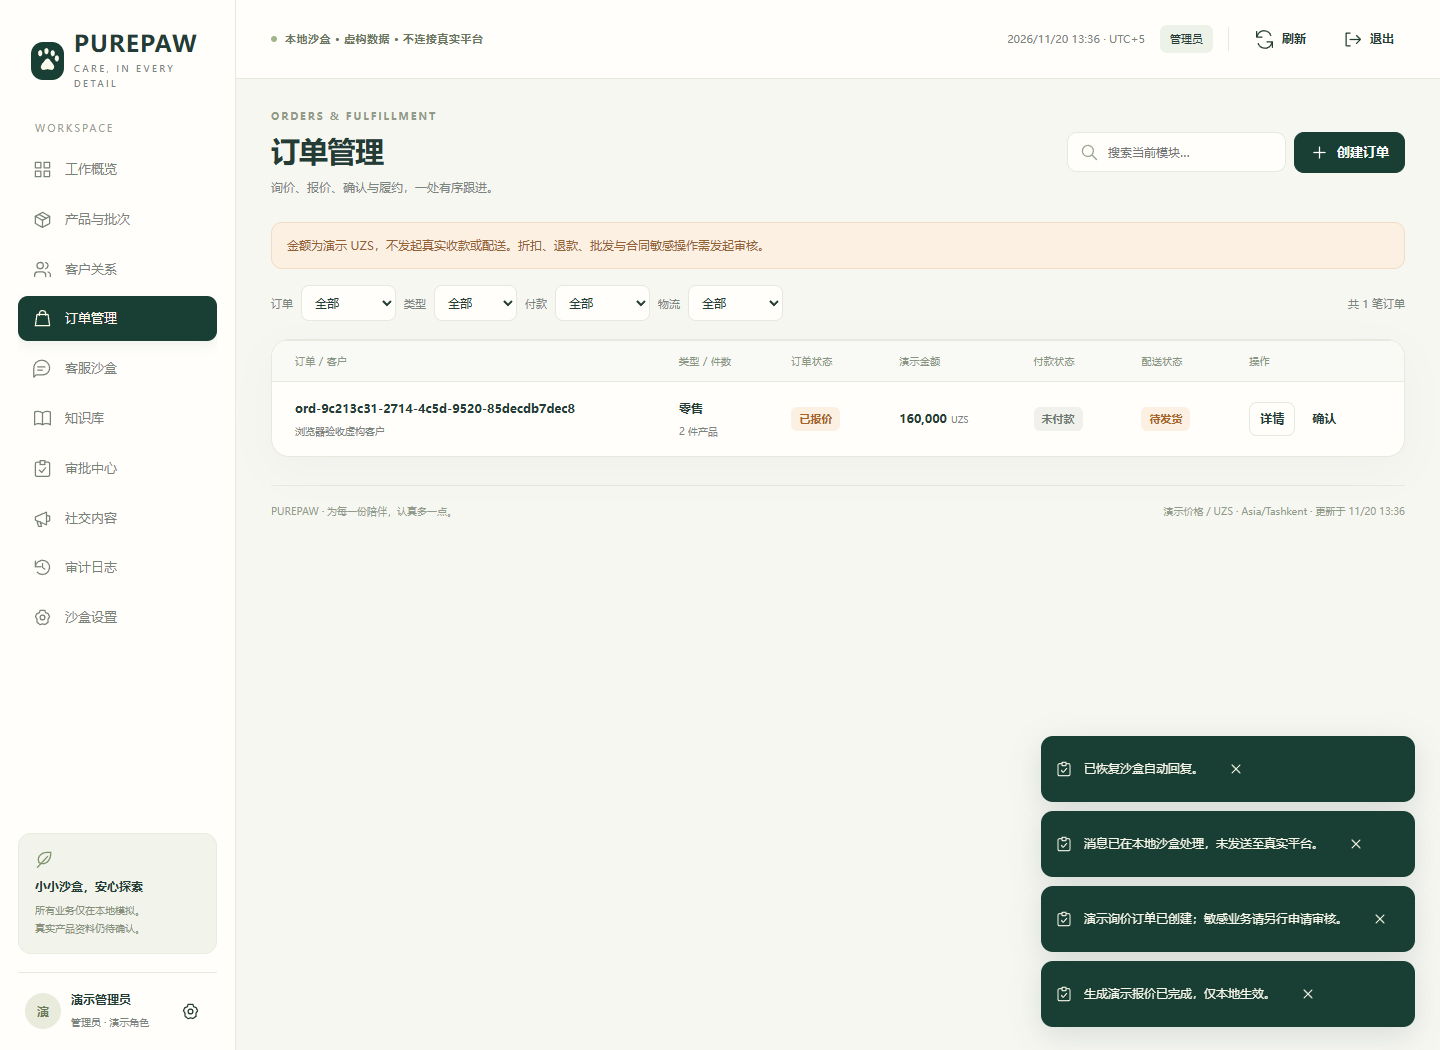 PUREPAW
CARE, IN EVERY
DETAIL
WORKSPACE
工作概览
产品与批次
客户关系
订单管理
客服沙盒
知识库
审批中心
社交内容
审计日志
沙盒设置
小小沙盒，安心探索
所有业务仅在本地模拟。
真实产品资料仍待确认。
演
演示管理员
管理员 · 演示角色
本地沙盒 • 虚构数据 • 不连接真实平台
2026/11/20 13:36 · UTC+5
管理员
刷新
退出
ORDERS & FULFILLMENT
订单管理
询价、报价、确认与履约，一处有序跟进。
搜索当前模块...
创建订单
金额为演示 UZS，不发起真实收款或配送。折扣、退款、批发与合同敏感操作需发起审核。
订单 全部 类型 全部 付款 全部 物流 全部
共 1 笔订单
订单 / 客户 类型 / 件数 订单状态 演示金额 付款状态 配送状态 操作
ord-9c213c31-2714-4c5d-9520-85decdb7dec8
浏览器验收虚构客户
零售
2 件产品
已报价
160,000 UZS
未付款
待发货
详情
确认
PUREPAW · 为每一份陪伴，认真多一点。
演示价格 / UZS · Asia/Tashkent · 更新于 11/20 13:36
已恢复沙盒自动回复。
消息已在本地沙盒处理，未发送至真实平台。
演示询价订单已创建；敏感业务请另行申请审核。
生成演示报价已完成，仅本地生效。